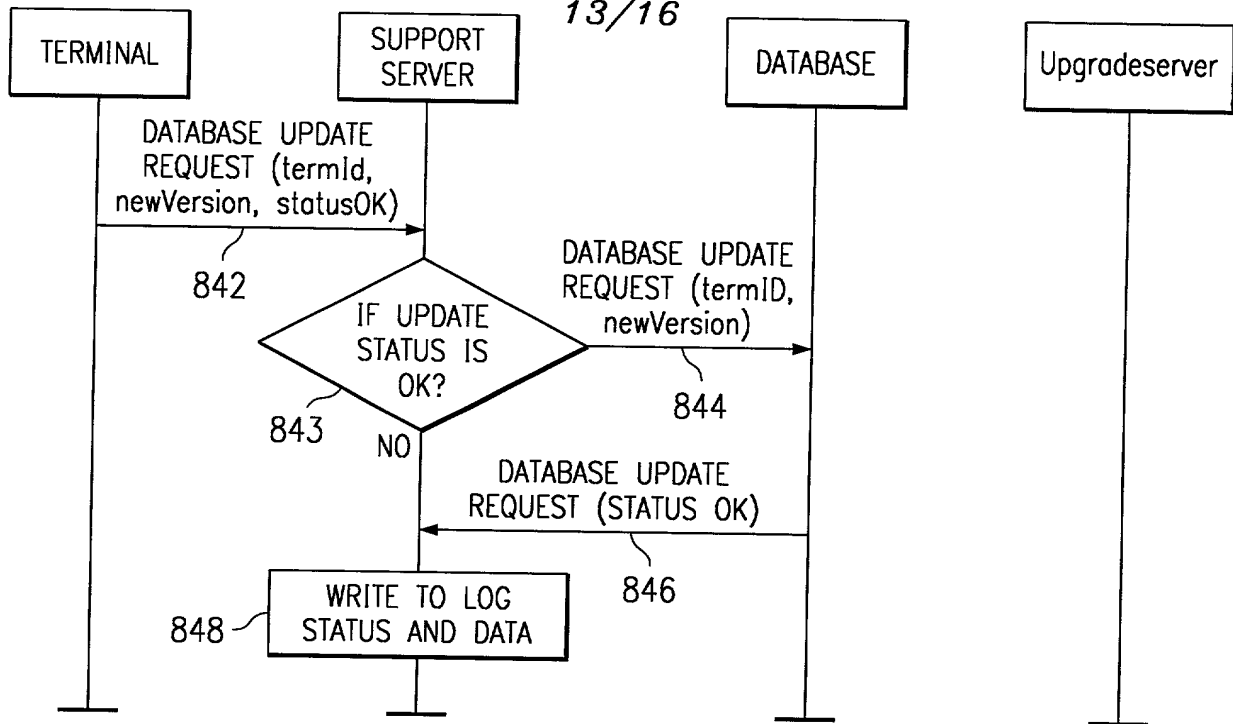 13/16
TERMINAL
SUPPORT
SERVER
DATABASE
Upgradeserver
DATABASE UPDATE
REQUEST (termId,
newVersion, statusOK)
842
DATABASE UPDATE
REQUEST (termID,
newVersion)
844
IF UPDATE
STATUS IS
OK?
843
NO
DATABASE UPDATE
REQUEST (STATUS OK)
846
WRITE TO LOG
STATUS AND DATA
848